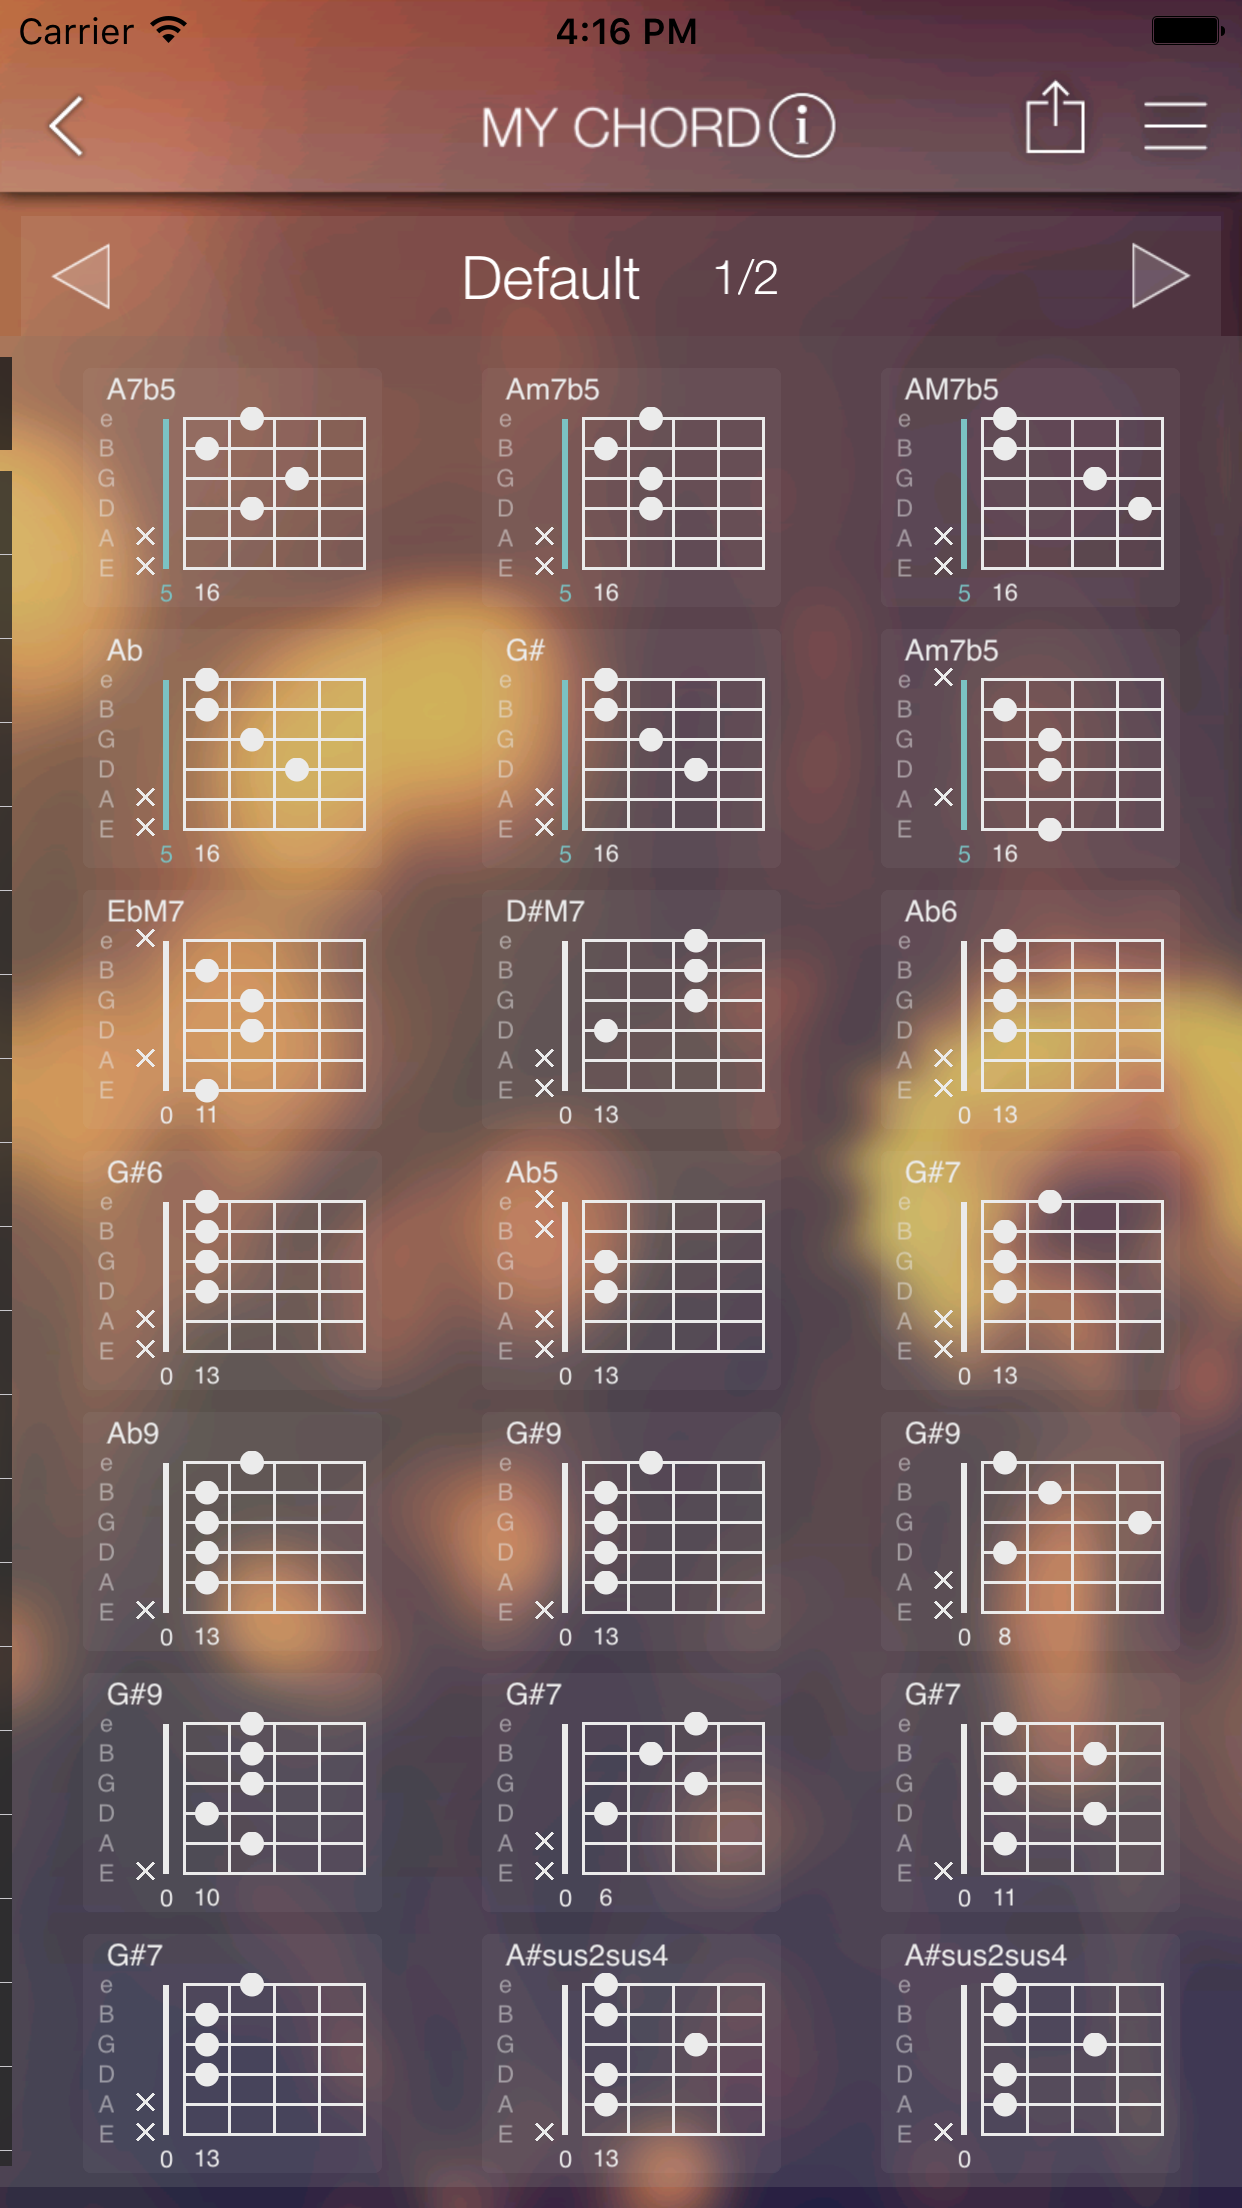 Carrier 4:16 PM
MY CHORD i
Default 1/2
A7b5 Am7b5 AM7b5
e e e
B B B
G G G
D D D
A A A
E E E
5 16 5 16 5 16
Ab G# Am7b5
e e e
B B B
G G G
D D D
A A A
E E E
5 16 5 16 5 16
EbM7 D#M7 Ab6
e e e
B B B
G G G
D D D
A A A
E E E
0 11 0 13 0 13
G#6 Ab5 G#7
e e e
B B B
G G G
D D D
A A A
E E E
0 13 0 13 0 13
Ab9 G#9 G#9
e e e
B B B
G G G
D D D
A A A
E E E
0 13 0 13 0 8
G#9 G#7 G#7
e e e
B B B
G G G
D D D
A A A
E E E
0 10 0 6 0 11
G#7 A#sus2sus4 A#sus2sus4
e e e
B B B
G G G
D D D
A A A
E E E
0 13 0 13 0